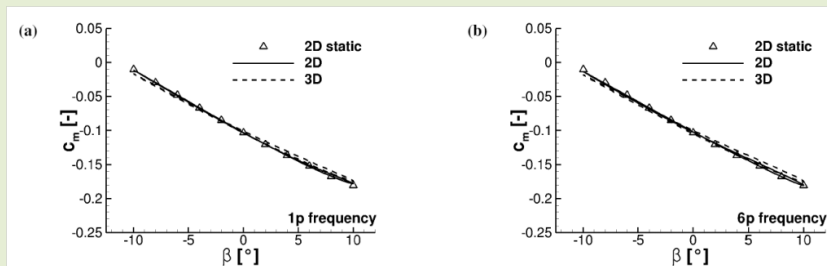 (a)
0.05
0
-0.05
-0.1
-0.15
-0.2
-0.25
cm [-]
2D static
2D
3D
1p frequency
-10 -5 0 5 10
β [°]
(b)
0.05
0
-0.05
-0.1
-0.15
-0.2
-0.25
cm [-]
2D static
2D
3D
6p frequency
-10 -5 0 5 10
β [°]